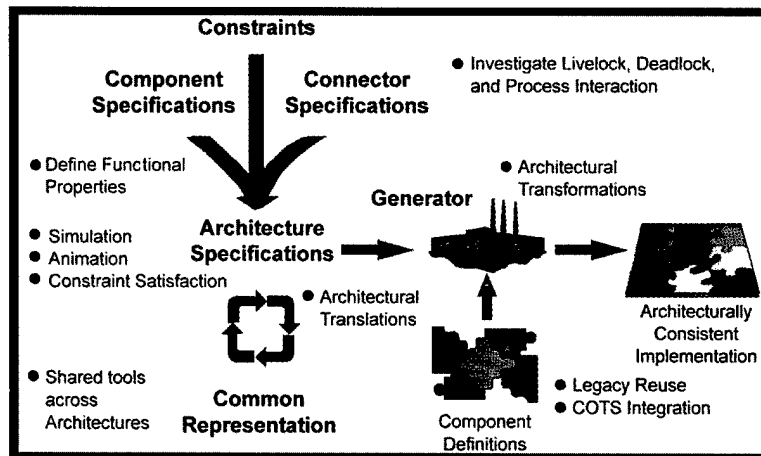 Constraints
Component
Specifications
Connector
Specifications
● Investigate Livelock, Deadlock,
and Process Interaction
● Define Functional
Properties
● Architectural
Transformations
Generator
Architecture
Specifications
● Simulation
● Animation
● Constraint Satisfaction
● Architectural
Translations
Architecturally
Consistent
Implementation
● Shared tools
across
Architectures
Common
Representation
Component
Definitions
● Legacy Reuse
● COTS Integration